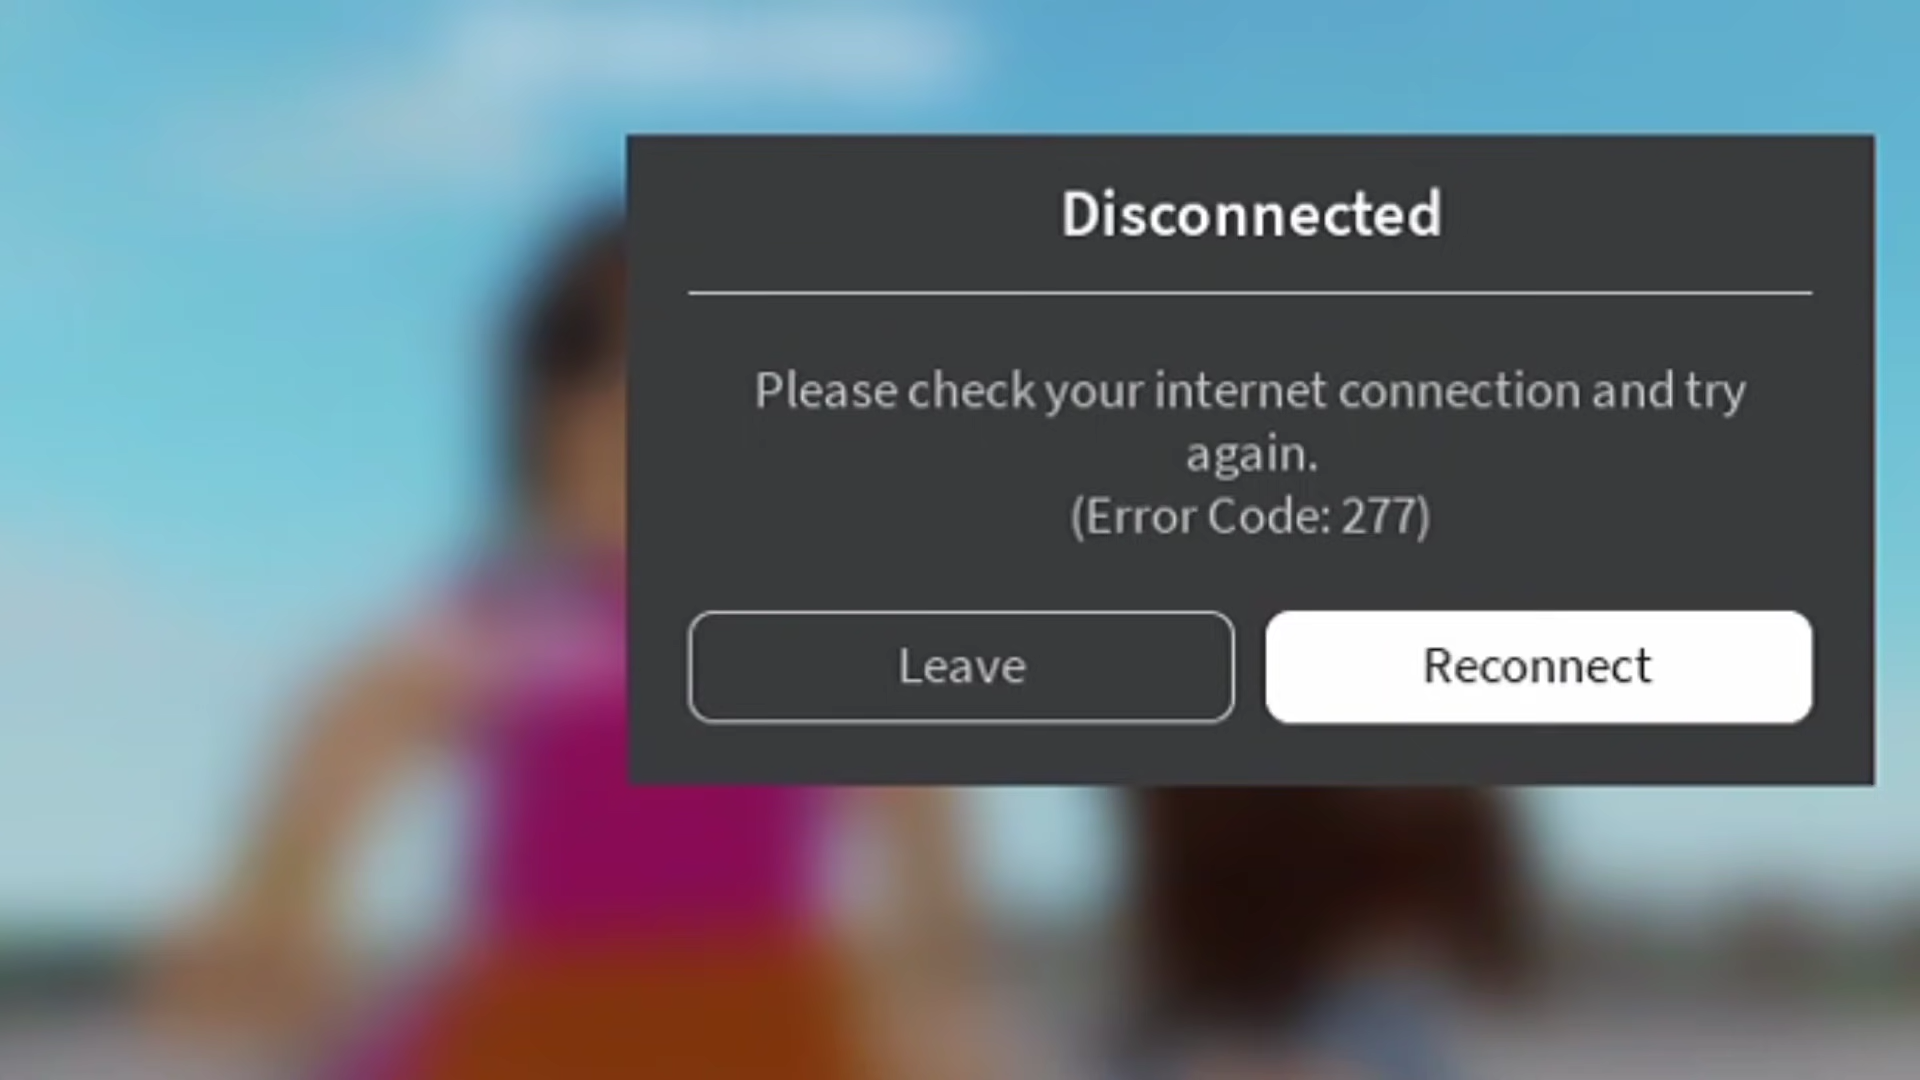 Disconnected
Please check your internet connection and try
again.
(Error Code: 277)
Leave
Reconnect